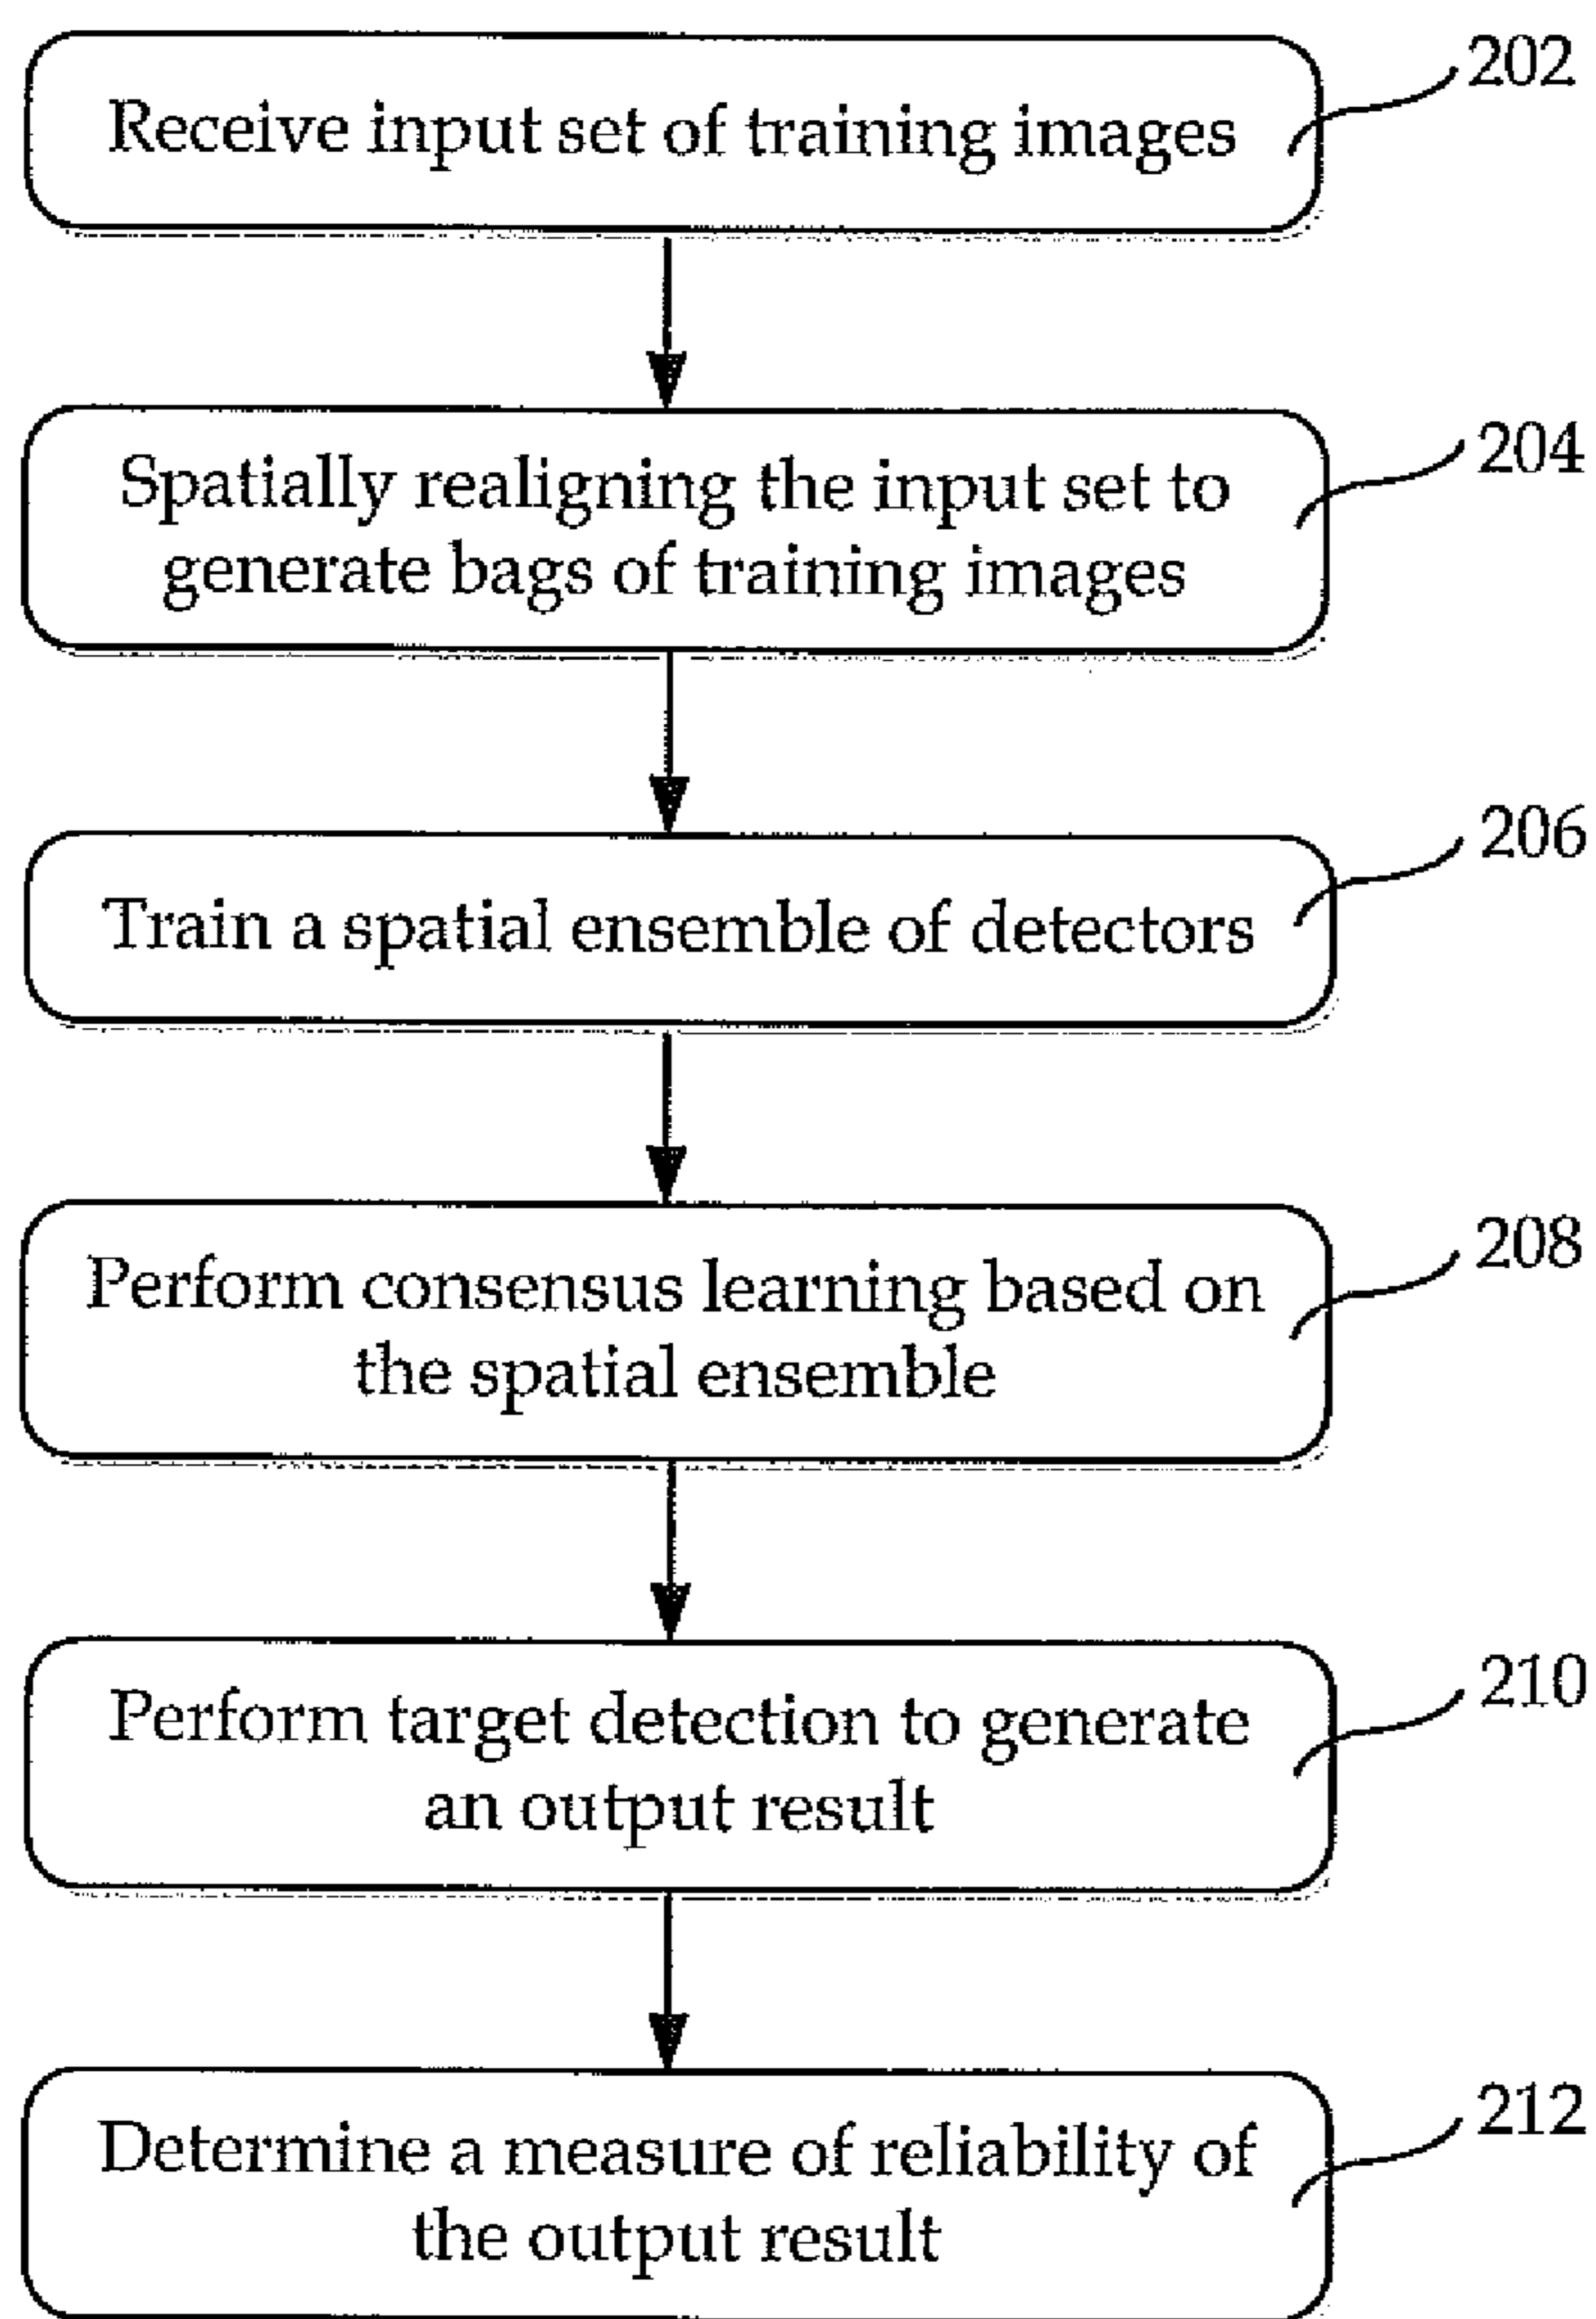 Receive input set of training images
202
Spatially realigning the input set to
generate bags of training images
204
Train a spatial ensemble of detectors
206
Perform consensus learning based on
the spatial ensemble
208
Perform target detection to generate
an output result
210
Determine a measure of reliability of
the output result
212